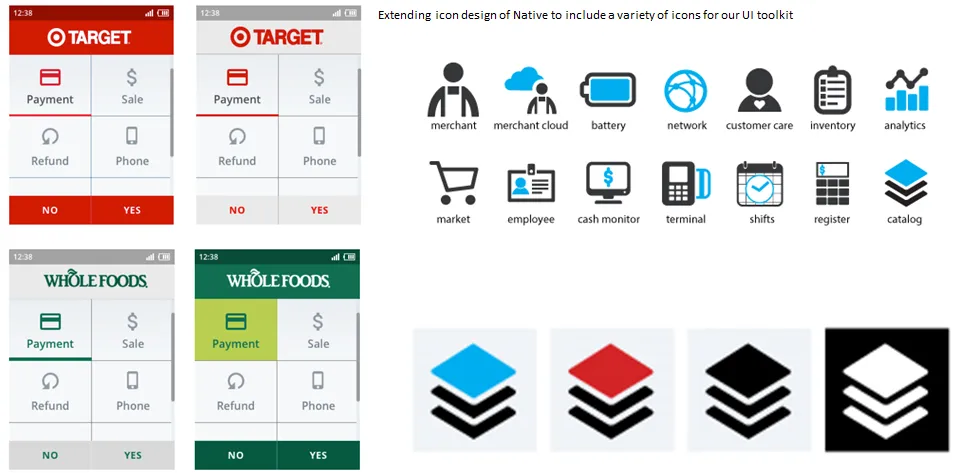 12:38
TARGET
Payment Sale
Refund Phone
NO YES
12:38
TARGET
Payment Sale
Refund Phone
NO YES
Extending icon design of Native to include a variety of icons for our UI toolkit
merchant merchant cloud battery network customer care inventory analytics
market employee cash monitor terminal shifts register catalog
12:38
WHOLE FOODS
Payment Sale
Refund Phone
NO YES
12:38
WHOLE FOODS
Payment Sale
Refund Phone
NO YES